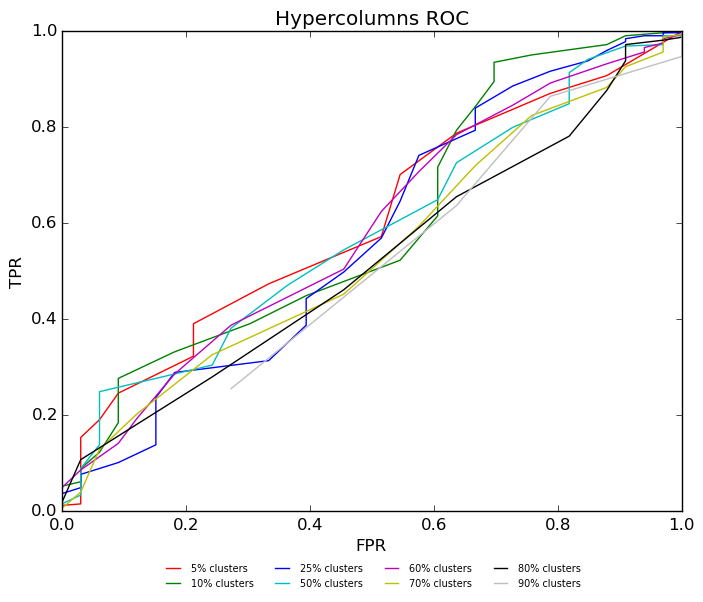 Hypercolumns ROC
1.0
0.8
0.6
0.4
0.2
0.0
TPR
0.0 0.2 0.4 0.6 0.8 1.0
FPR
5% clusters 25% clusters 60% clusters 80% clusters
10% clusters 50% clusters 70% clusters 90% clusters